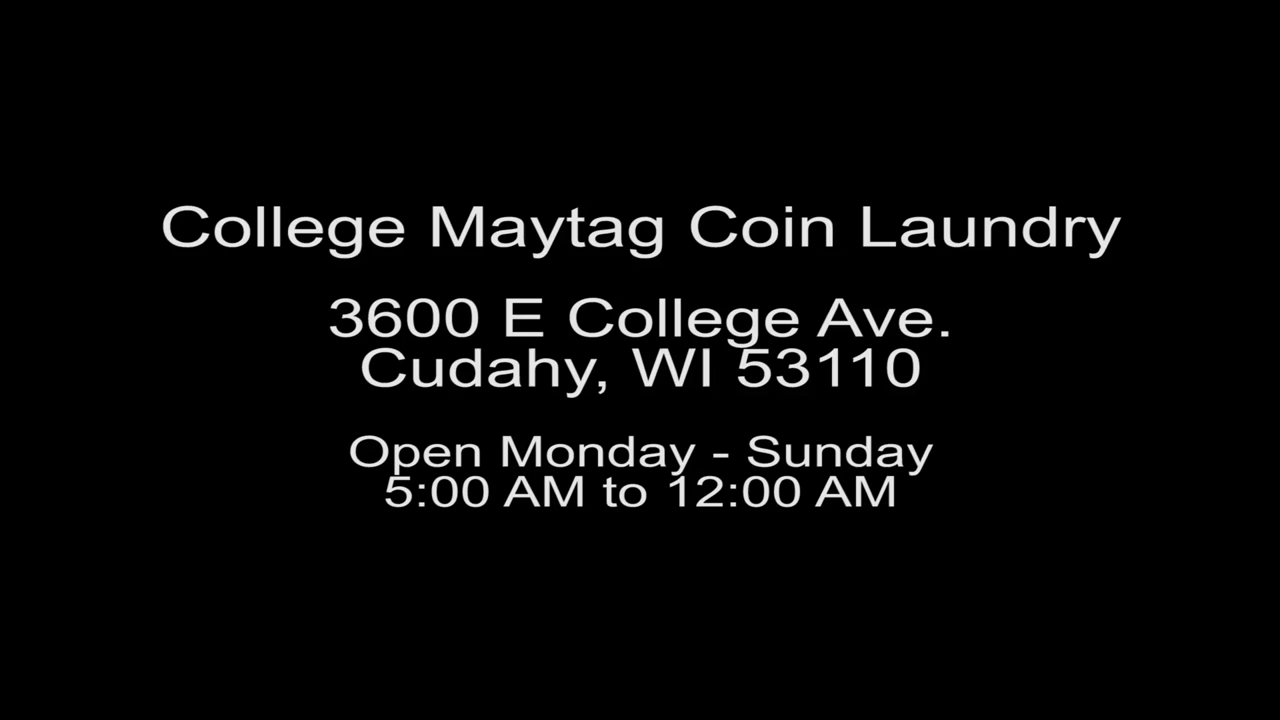 College Maytag Coin Laundry
3600 E College Ave.
Cudahy, WI 53110
Open Monday - Sunday
5:00 AM to 12:00 AM